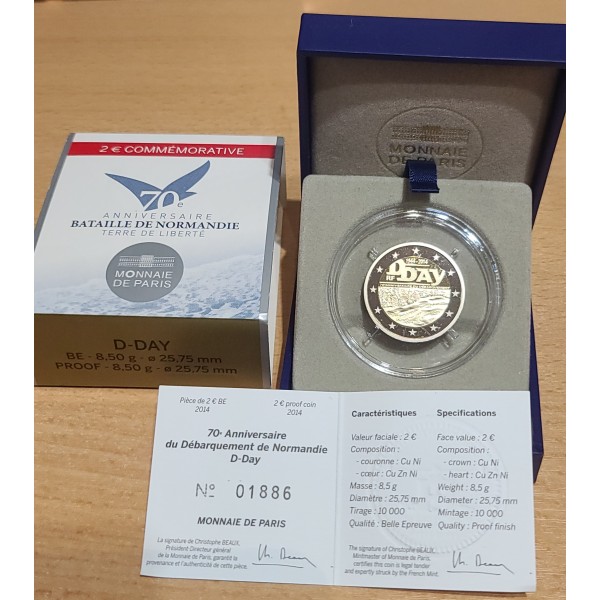 2 € COMMÉMORATIVE
70e
ANNIVERSAIRE
BATAILLE DE NORMANDIE
TERRE DE LIBERTÉ
MONNAIE
DE PARIS
D-DAY
BE - 8,50 g - ø 25,75 mm
PROOF - 8,50 g - ø 25,75 mm
MONNAIE
DE PARIS
D-DAY
RF
Pièce de 2 € BE
2014
2 € proof coin
2014
70e Anniversaire
du Débarquement de Normandie
D-Day
No 01886
MONNAIE DE PARIS
La signature de Christophe BEAUX,
Président Directeur général
de la Monnaie de Paris, garantit la
provenance et l'authenticité de cette pièce.
Caractéristiques
Valeur faciale : 2 €
Composition :
- couronne : Cu Ni
- cœur : Cu Zn Ni
Masse : 8,5 g
Diamètre : 25,75 mm
Tirage : 10 000
Qualité : Belle Epreuve
Specifications
Face value : 2 €
Composition :
- crown : Cu Ni
- heart : Cu Zn Ni
Weight : 8,5 g
Diameter : 25,75 mm
Mintage : 10 000
Quality : Proof finish
The signature of Christophe BEAUX,
Mintmaster of Monnaie de Paris,
certifies this coin is legal tender
and expertly struck by the French Mint.